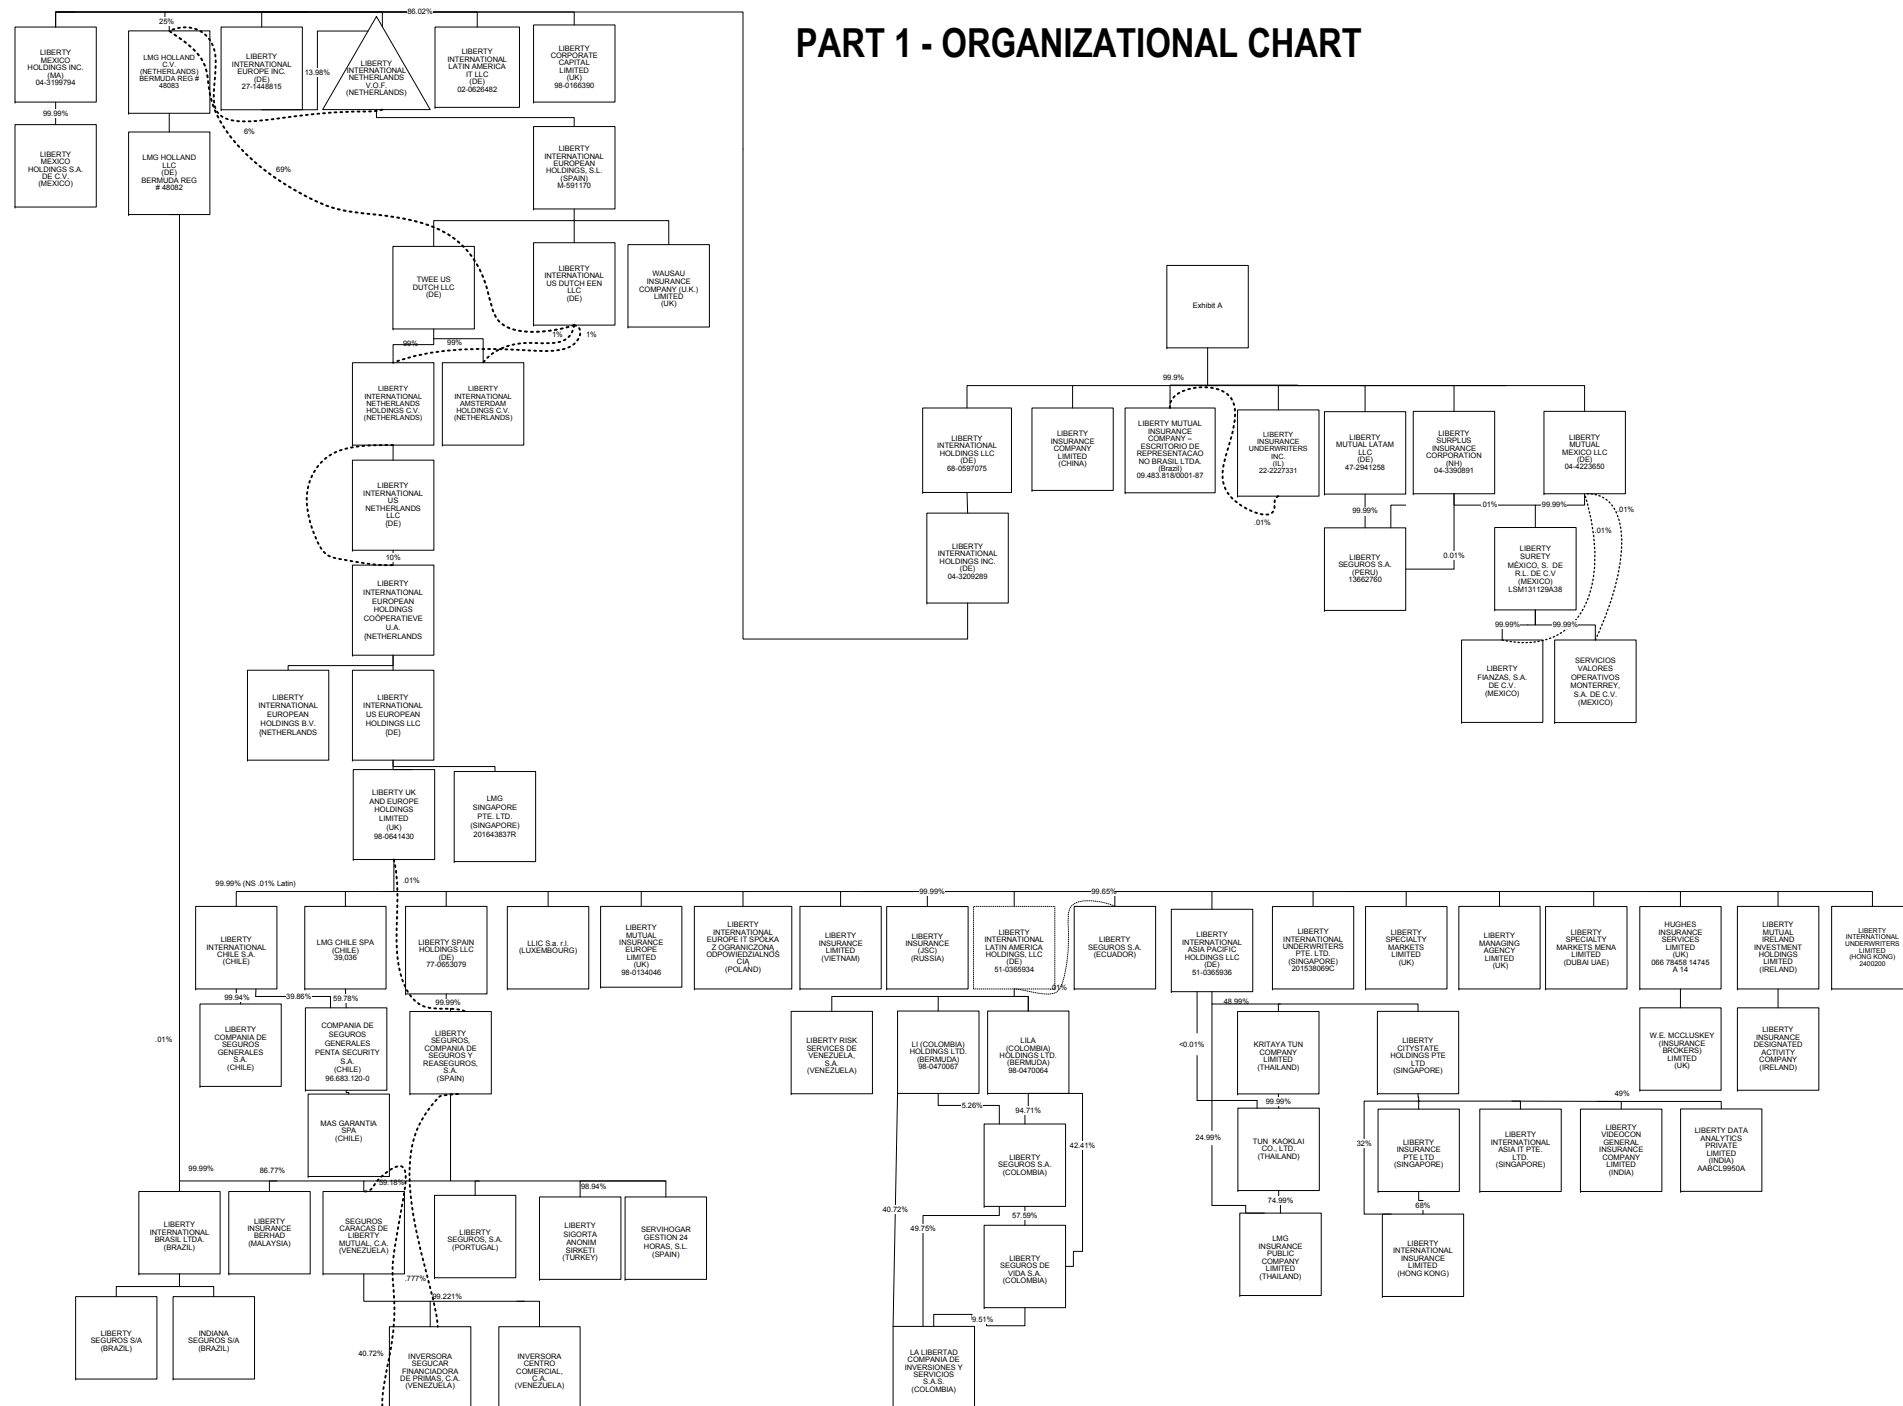 PART 1 - ORGANIZATIONAL CHART
86.02%
25%
LIBERTY
MEXICO
HOLDINGS INC.
(MA)
04-3199794
LMG HOLLAND
C.V.
(NETHERLANDS)
BERMUDA REG #
48083
LIBERTY
INTERNATIONAL
EUROPE INC.
(DE)
27-1448815
13.98%
LIBERTY
INTERNATIONAL
NETHERLANDS
V.O.F.
(NETHERLANDS)
LIBERTY
INTERNATIONAL
LATIN AMERICA
IT LLC
(DE)
02-0626482
LIBERTY
CORPORATE
CAPITAL
LIMITED
(UK)
98-0166390
99.99%
6%
69%
LIBERTY
MEXICO
HOLDINGS S.A.
DE C.V.
(MEXICO)
LMG HOLLAND
LLC
(DE)
BERMUDA REG
# 48082
LIBERTY
INTERNATIONAL
EUROPEAN
HOLDINGS, S.L.
(SPAIN)
M-591170
TWEE US
DUTCH LLC
(DE)
LIBERTY
INTERNATIONAL
US DUTCH EEN
LLC
(DE)
WAUSAU
INSURANCE
COMPANY (U.K.)
LIMITED
(UK)
1%
1%
99%
99%
LIBERTY
INTERNATIONAL
NETHERLANDS
HOLDINGS C.V.
(NETHERLANDS)
LIBERTY
INTERNATIONAL
AMSTERDAM
HOLDINGS C.V.
(NETHERLANDS)
LIBERTY
INTERNATIONAL
US
NETHERLANDS
LLC
(DE)
10%
LIBERTY
INTERNATIONAL
EUROPEAN
HOLDINGS
COÖPERATIEVE
U.A.
(NETHERLANDS
LIBERTY
INTERNATIONAL
EUROPEAN
HOLDINGS B.V.
(NETHERLANDS
LIBERTY
INTERNATIONAL
US EUROPEAN
HOLDINGS LLC
(DE)
LIBERTY UK
AND EUROPE
HOLDINGS
LIMITED
(UK)
98-0641430
LMG
SINGAPORE
PTE. LTD.
(SINGAPORE)
201643837R
Exhibit A
99.9%
LIBERTY
INTERNATIONAL
HOLDINGS LLC
(DE)
68-0597075
LIBERTY
INSURANCE
COMPANY
LIMITED
(CHINA)
LIBERTY MUTUAL
INSURANCE
COMPANY –
ESCRITORIO DE
REPRESENTACAO
NO BRASIL LTDA.
(Brazil)
09.483.818/0001-87
LIBERTY
INSURANCE
UNDERWRITERS
INC.
(IL)
22-2227331
LIBERTY
MUTUAL LATAM
LLC
(DE)
47-2941258
LIBERTY
SURPLUS
INSURANCE
CORPORATION
(NH)
04-3390891
LIBERTY
MUTUAL
MEXICO LLC
(DE)
04-4223650
.01%
99.99%
.01%
99.99%
.01%
.01%
0.01%
LIBERTY
INTERNATIONAL
HOLDINGS INC.
(DE)
04-3209289
LIBERTY
SEGUROS S.A.
(PERU)
13662760
LIBERTY
SURETY
MÉXICO, S. DE
R.L. DE C.V
(MEXICO)
LSM131129A38
99.99%
99.99%
LIBERTY
FIANZAS, S.A.
DE C.V.
(MEXICO)
SERVICIOS
VALORES
OPERATIVOS
MONTERREY,
S.A. DE C.V.
(MEXICO)
99.99% (NS .01% Latin)
.01%
99.99%
99.65%
LIBERTY
INTERNATIONAL
CHILE S.A.
(CHILE)
LMG CHILE SPA
(CHILE)
39,036
LIBERTY SPAIN
HOLDINGS LLC
(DE)
77-0653079
LLIC S.a. r.l.
(LUXEMBOURG)
LIBERTY
MUTUAL
INSURANCE
EUROPE
LIMITED
(UK)
98-0134046
LIBERTY
INTERNATIONAL
EUROPE IT SPÓŁKA
Z OGRANICZONĄ
ODPOWIEDZIALNOŚ
CIĄ
(POLAND)
LIBERTY
INSURANCE
LIMITED
(VIETNAM)
LIBERTY
INSURANCE
(JSC)
(RUSSIA)
LIBERTY
INTERNATIONAL
LATIN AMERICA
HOLDINGS, LLC
(DE)
51-0365934
LIBERTY
SEGUROS S.A.
(ECUADOR)
LIBERTY
INTERNATIONAL
ASIA PACIFIC
HOLDINGS LLC
(DE)
51-0365936
LIBERTY
INTERNATIONAL
UNDERWRITERS
PTE. LTD.
(SINGAPORE)
201538069C
LIBERTY
SPECIALTY
MARKETS
LIMITED
(UK)
LIBERTY
MANAGING
AGENCY
LIMITED
(UK)
LIBERTY
SPECIALTY
MARKETS MENA
LIMITED
(DUBAI UAE)
HUGHES
INSURANCE
SERVICES
LIMITED
(UK)
066 78458 14745
A 14
LIBERTY
MUTUAL
IRELAND
INVESTMENT
HOLDINGS
LIMITED
(IRELAND)
LIBERTY
INTERNATIONAL
UNDERWRITERS
LIMITED
(HONG KONG)
2400200
99.94%
39.86%
59.78%
99.99%
.01%
48.99%
LIBERTY
COMPANIA DE
SEGUROS
GENERALES
S.A.
(CHILE)
COMPANIA DE
SEGUROS
GENERALES
PENTA SECURITY
S.A.
(CHILE)
96.683.120-0
LIBERTY
SEGUROS,
COMPANIA DE
SEGUROS Y
REASEGUROS,
S.A.
(SPAIN)
LIBERTY RISK
SERVICES DE
VENEZUELA,
S.A.
(VENEZUELA)
LI (COLOMBIA)
HOLDINGS LTD.
(BERMUDA)
98-0470067
LILA
(COLOMBIA)
HOLDINGS LTD.
(BERMUDA)
98-0470064
<0.01%
KRITAYA TUN
COMPANY
LIMITED
(THAILAND)
LIBERTY
CITYSTATE
HOLDINGS PTE
LTD
(SINGAPORE)
W.E. MCCLUSKEY
(INSURANCE
BROKERS)
LIMITED
(UK)
LIBERTY
INSURANCE
DESIGNATED
ACTIVITY
COMPANY
(IRELAND)
.01%
MAS GARANTIA
SPA
(CHILE)
5.26%
94.71%
42.41%
99.99%
49%
24.99%
32%
LIBERTY
SEGUROS S.A.
(COLOMBIA)
TUN KAOKLAI
CO., LTD.
(THAILAND)
LIBERTY
INSURANCE
PTE LTD
(SINGAPORE)
LIBERTY
INTERNATIONAL
ASIA IT PTE.
LTD.
(SINGAPORE)
LIBERTY
VIDEOCON
GENERAL
INSURANCE
COMPANY
LIMITED
(INDIA)
LIBERTY DATA
ANALYTICS
PRIVATE
LIMITED
(INDIA)
AABCL9950A
99.99%
86.77%
59.18%
98.94%
40.72%
49.75%
57.59%
74.99%
68%
LIBERTY
INTERNATIONAL
BRASIL LTDA.
(BRAZIL)
LIBERTY
INSURANCE
BERHAD
(MALAYSIA)
SEGUROS
CARACAS DE
LIBERTY
MUTUAL, C.A.
(VENEZUELA)
LIBERTY
SEGUROS, S.A.
(PORTUGAL)
LIBERTY
SIGORTA
ANONIM
SIRKETI
(TURKEY)
SERVIHOGAR
GESTION 24
HORAS, S.L.
(SPAIN)
LIBERTY
SEGUROS DE
VIDA S.A.
(COLOMBIA)
LMG
INSURANCE
PUBLIC
COMPANY
LIMITED
(THAILAND)
LIBERTY
INTERNATIONAL
INSURANCE
LIMITED
(HONG KONG)
.777%
99.221%
9.51%
40.72%
LIBERTY
SEGUROS S/A
(BRAZIL)
INDIANA
SEGUROS S/A
(BRAZIL)
INVERSORA
SEGUCAR
FINANCIADORA
DE PRIMAS, C.A.
(VENEZUELA)
INVERSORA
CENTRO
COMERCIAL,
C.A.
(VENEZUELA)
LA LIBERTAD
COMPANIA DE
INVERSIONES Y
SERVICIOS
S.A.S.
(COLOMBIA)